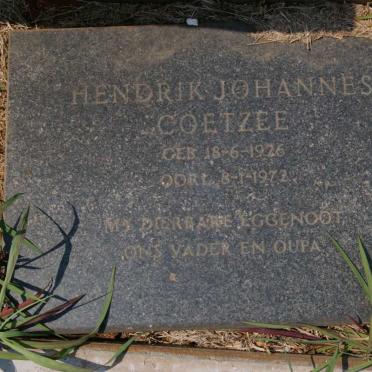 HENDRIK JOHANNES
COETZEE
GEB 18-6-1926
OORL. 8-1-1972
MY DIERBARE EGGENOOT
ONS VADER EN OUPA